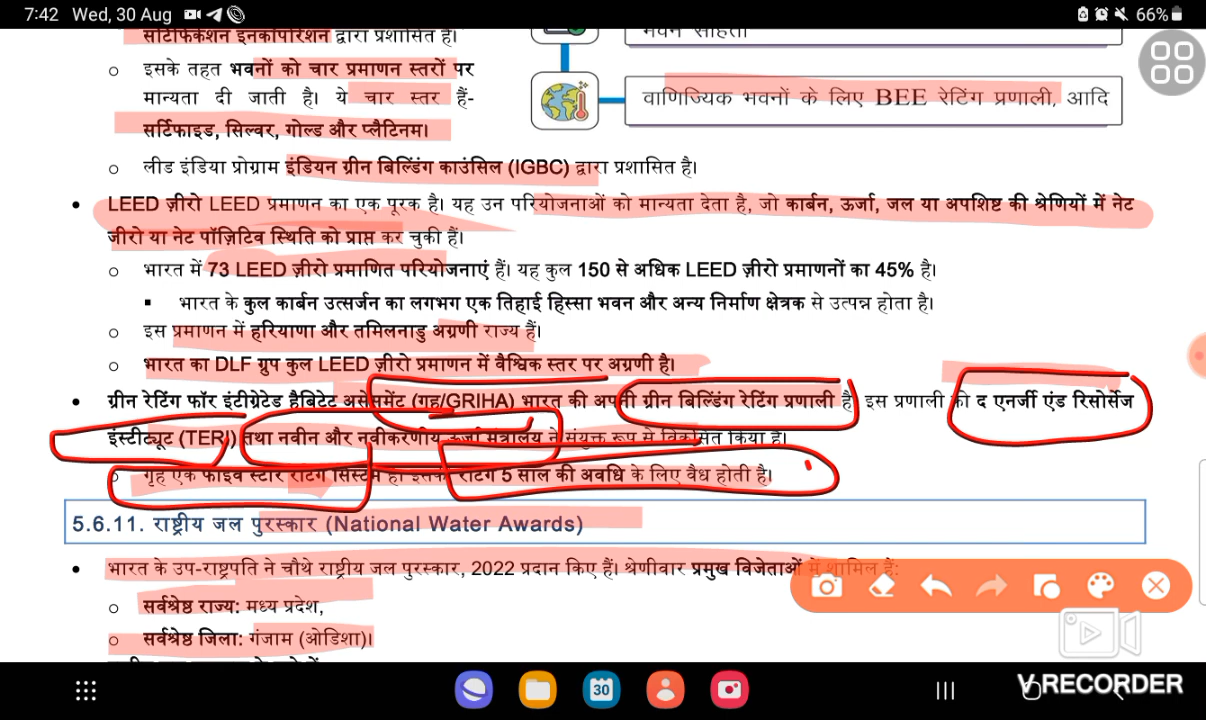 7:42 Wed, 30 Aug 66%
सर्टिफिकेशन इनकॉर्पोरेशन द्वारा प्रशासित है।
भवन संहिता
इसके तहत भवनों को चार प्रमाणन स्तरों पर
मान्यता दी जाती है। ये चार स्तर हैं-
सर्टिफाइड, सिल्वर, गोल्ड और प्लैटिनम।
वाणिज्यिक भवनों के लिए BEE रेटिंग प्रणाली, आदि
लीड इंडिया प्रोग्राम इंडियन ग्रीन बिल्डिंग काउंसिल (IGBC) द्वारा प्रशासित है।
LEED ज़ीरो LEED प्रमाणन का एक पूरक है। यह उन परियोजनाओं को मान्यता देता है, जो कार्बन, ऊर्जा, जल या अपशिष्ट की श्रेणियों में नेट
जीरो या नेट पॉज़िटिव स्थिति को प्राप्त कर चुकी हैं।
भारत में 73 LEED ज़ीरो प्रमाणित परियोजनाएं हैं। यह कुल 150 से अधिक LEED ज़ीरो प्रमाणनों का 45% है।
भारत के कुल कार्बन उत्सर्जन का लगभग एक तिहाई हिस्सा भवन और अन्य निर्माण क्षेत्रक से उत्पन्न होता है।
इस प्रमाणन में हरियाणा और तमिलनाडु अग्रणी राज्य हैं।
भारत का DLF ग्रुप कुल LEED ज़ीरो प्रमाणन में वैश्विक स्तर पर अग्रणी है।
ग्रीन रेटिंग फॉर इंटीग्रेटेड हैबिटेट असेसमेंट (गृह/GRIHA) भारत की अपनी ग्रीन बिल्डिंग रेटिंग प्रणाली है इस प्रणाली को द एनर्जी एंड रिसोर्सेज
इंस्टीट्यूट (TERI) तथा नवीन और नवीकरणीय ऊर्जा मंत्रालय ने संयुक्त रूप से विकसित किया है।
गृह एक फाइव स्टार रेटिंग सिस्टम है। इसकी रेटिंग 5 साल की अवधि के लिए वैध होती है।
5.6.11. राष्ट्रीय जल पुरस्कार (National Water Awards)
भारत के उप-राष्ट्रपति ने चौथे राष्ट्रीय जल पुरस्कार, 2022 प्रदान किए हैं। श्रेणीवार प्रमुख विजेताओं में शामिल हैं:
सर्वश्रेष्ठ राज्य: मध्य प्रदेश,
सर्वश्रेष्ठ जिला: गंजाम (ओडिशा)।
30
VRECORDER